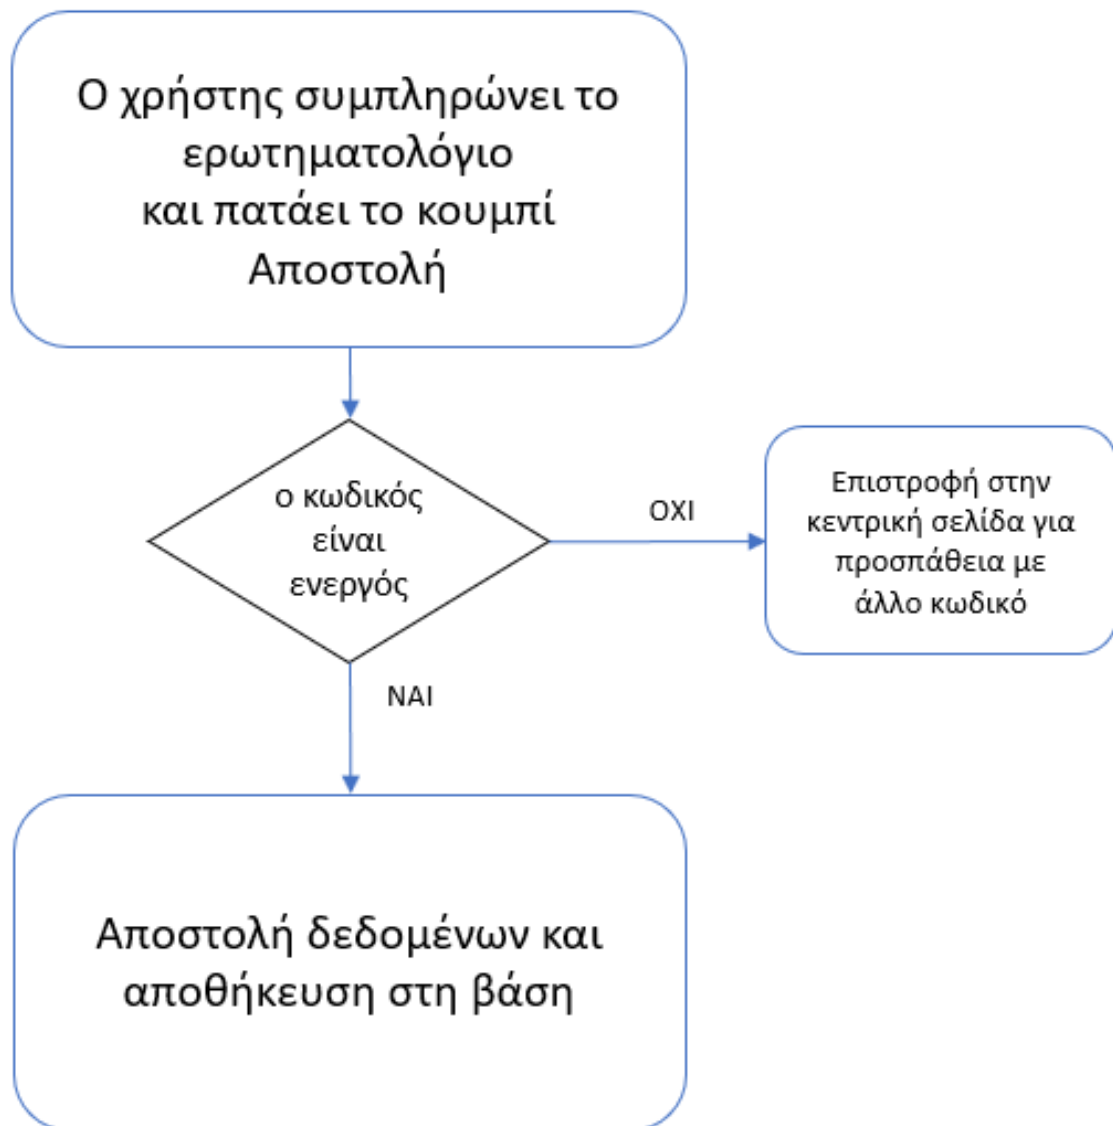 Ο χρήστης συμπληρώνει το
ερωτηματολόγιο
και πατάει το κουμπί
Αποστολή
ο κωδικός
είναι
ενεργός
ΟΧΙ
Επιστροφή στην
κεντρική σελίδα για
προσπάθεια με
άλλο κωδικό
ΝΑΙ
Αποστολή δεδομένων και
αποθήκευση στη βάση